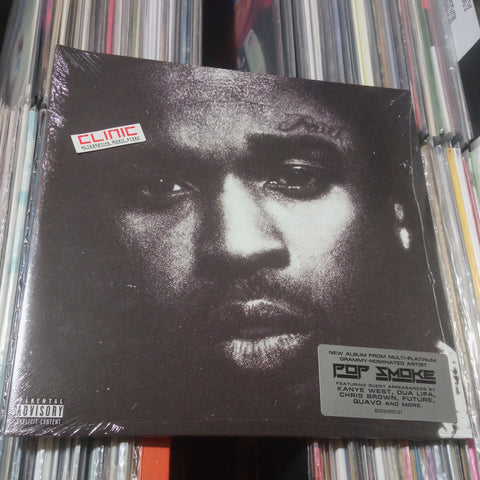 CLINIC
ALTERNATIVE MUSIC STORE
NEW ALBUM FROM MULTI-PLATINUM
GRAMMY-NOMINATED ARTIST
POP SMOKE
FEATURING GUEST APPEARANCES BY
KANYE WEST, DUA LIPA,
CHRIS BROWN, FUTURE,
QUAVO AND MORE.
PARENTAL
ADVISORY
EXPLICIT CONTENT